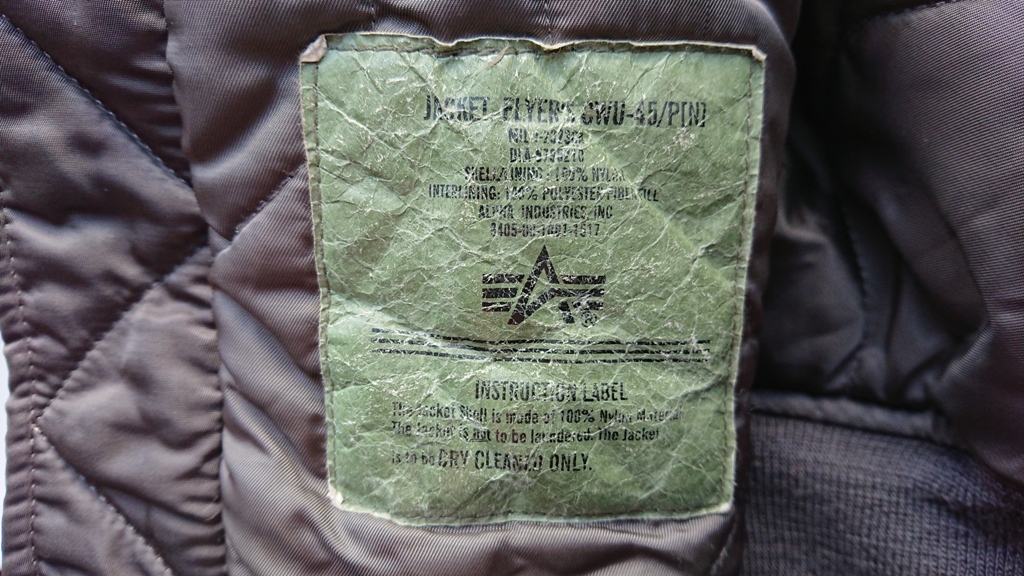 JACKET, FLYER'S CWU-45/P(N)
SHELL/LINING: 100% NYLON
INTERLINING: 100% POLYESTER FIBERFILL
ALPHA INDUSTRIES, INC
INSTRUCTION LABEL
The Jacket Shell is made of 100% Nylon Material
The Jacket is not to be laundered. The Jacket
is to be DRY CLEANED ONLY.